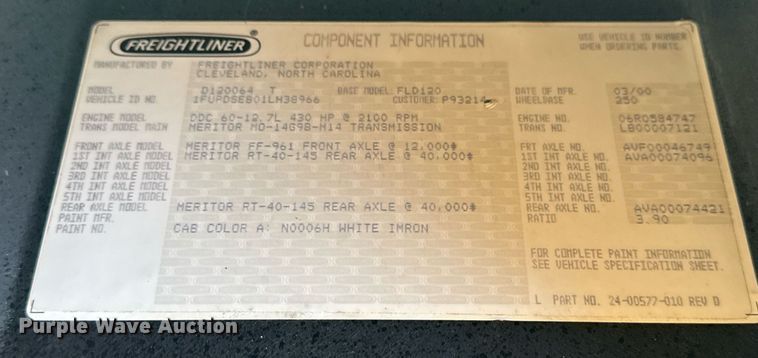 FREIGHTLINER
COMPONENT INFORMATION
USE VEHICLE ID NUMBER
WHEN ORDERING PARTS.
MANUFACTURED BY FREIGHTLINER CORPORATION
CLEVELAND, NORTH CAROLINA
MODEL D120064 T BASE MODEL FLD120 DATE OF MFR. 03/00
VEHICLE ID NO. CUSTOMER: P93214 WHEELBASE 250
ENGINE MODEL DDC 60-12.7L 430 HP @ 2100 RPM ENGINE NO. 06R0584747
TRANS MODEL MAIN MERITOR MO-14G9B-M14 TRANSMISSION TRANS NO. L800007121
FRONT AXLE MODEL MERITOR FF-961 FRONT AXLE @ 12,000# FRT AXLE NO. AVF00046749
1ST INT AXLE MODEL MERITOR RT-40-145 REAR AXLE @ 40,000# 1ST INT AXLE NO. AVA00074096
2ND INT AXLE MODEL 2ND INT AXLE NO.
3RD INT AXLE MODEL 3RD INT AXLE NO.
4TH INT AXLE MODEL 4TH INT AXLE NO.
5TH INT AXLE MODEL 5TH INT AXLE NO.
REAR AXLE MODEL MERITOR RT-40-145 REAR AXLE @ 40,000# REAR AXLE NO. AVA00074421
PAINT MFR. RATIO 3.90
PAINT NO. CAB COLOR A: N0006H WHITE IMRON
FOR COMPLETE PAINT INFORMATION
SEE VEHICLE SPECIFICATION SHEET.
L PART NO. 24-00577-010 REV D
Purple Wave Auction